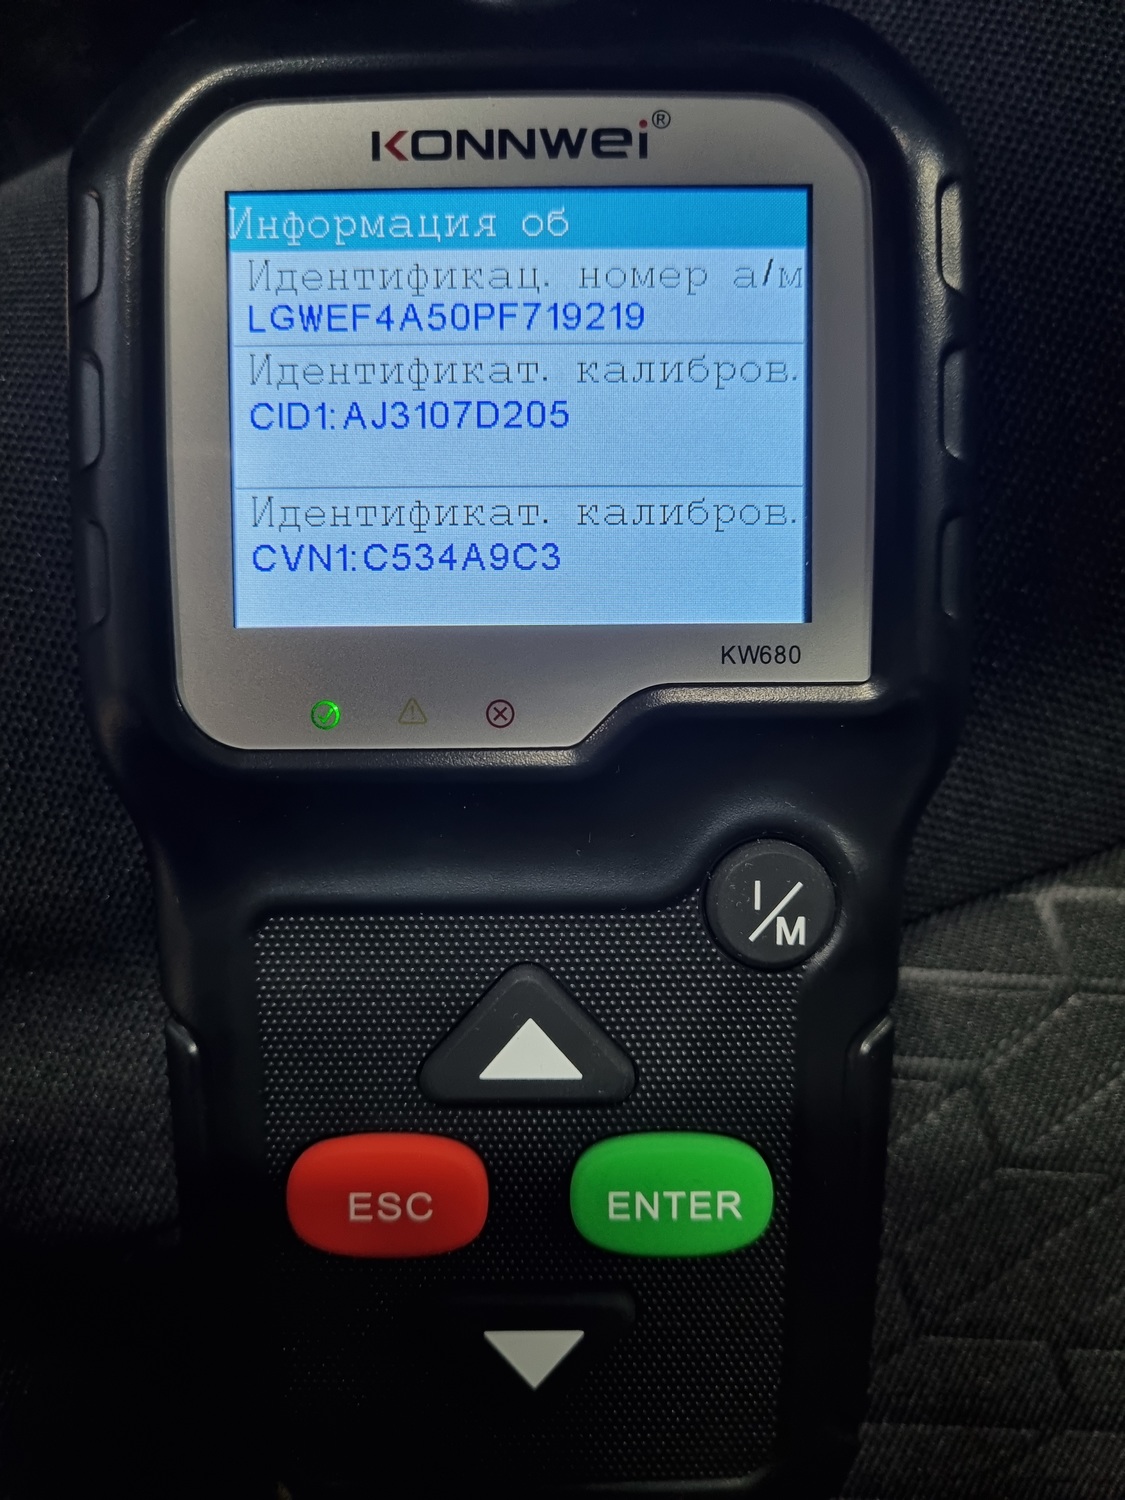 KONNWEI®
Информация об
Идентификац. номер а/м
LGWEF4A50PF719219
Идентификат. калибров.
CID1:AJ3107D205
Идентификат. калибров.
CVN1:C534A9C3
KW680
I/M
ESC
ENTER